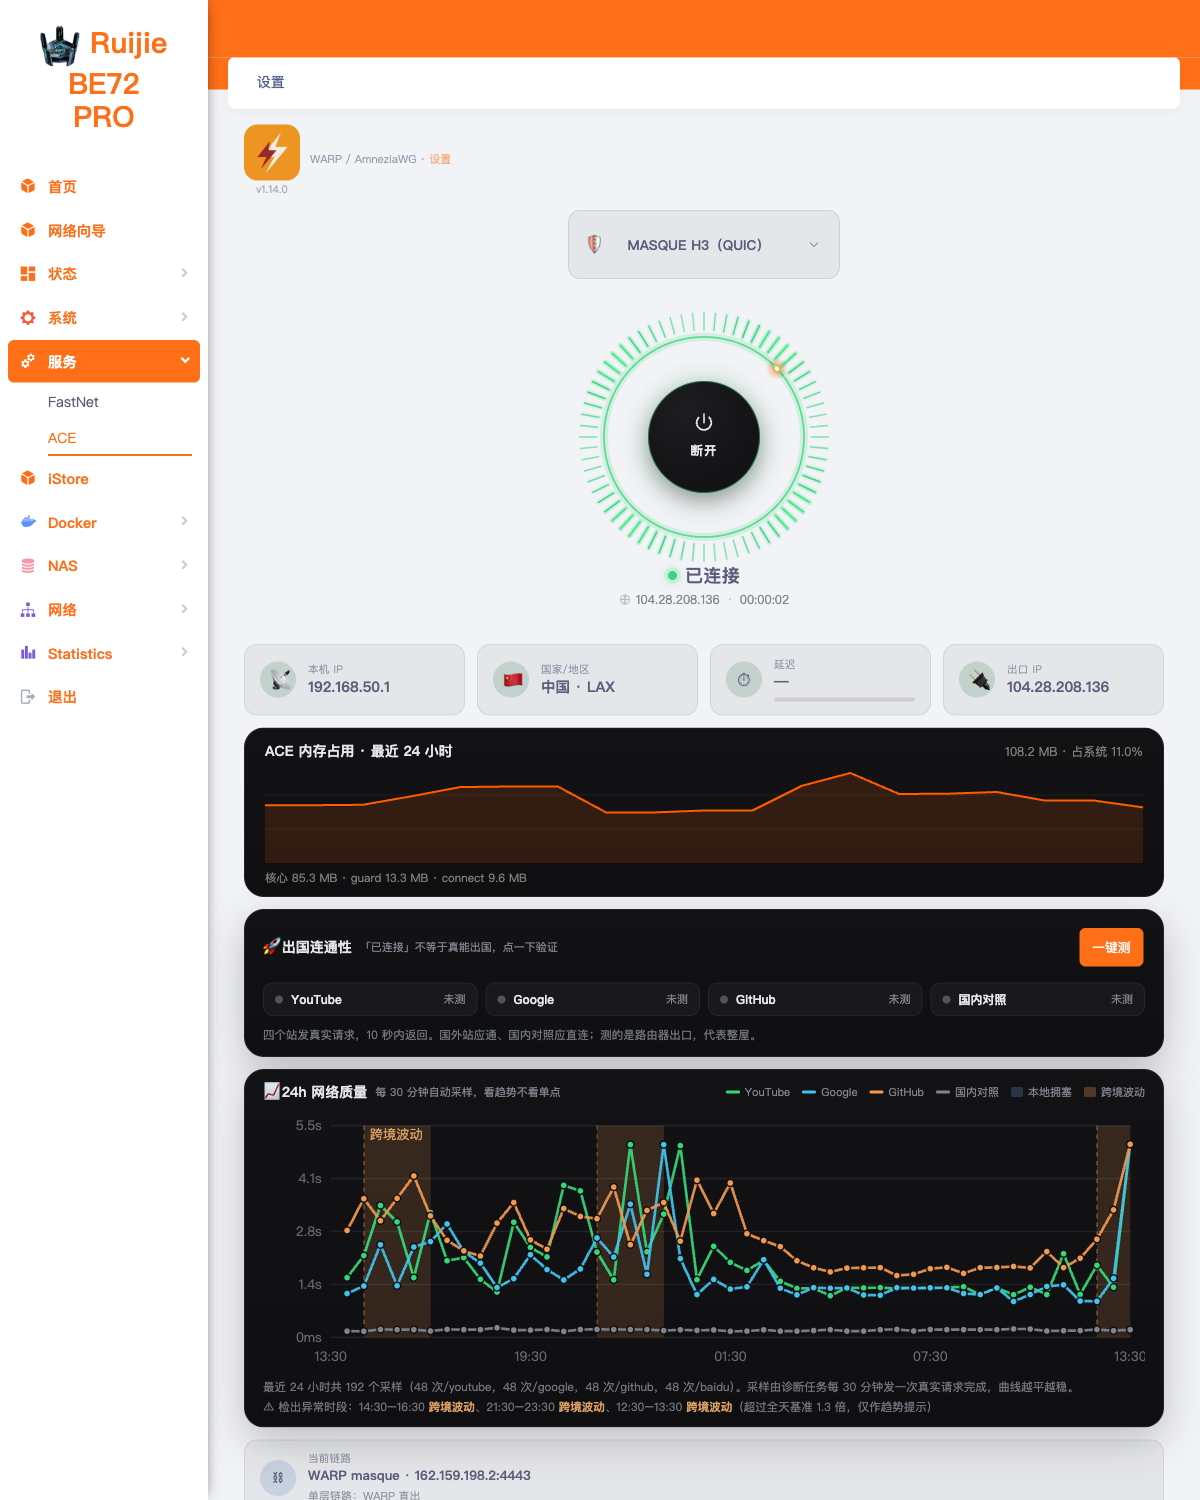 Ruijie
BE72
PRO
首页
网络向导
状态
系统
服务
FastNet
ACE
iStore
Docker
NAS
网络
Statistics
退出
设置
WARP / AmneziaWG · 设置
v1.14.0
MASQUE H3（QUIC）
断开
已连接
104.28.208.136 · 00:00:02
本机 IP
192.168.50.1
国家/地区
中国 · LAX
延迟
—
出口 IP
104.28.208.136
ACE 内存占用 · 最近 24 小时
108.2 MB · 占系统 11.0%
核心 85.3 MB · guard 13.3 MB · connect 9.6 MB
出国连通性 「已连接」不等于真能出国，点一下验证
一键测
YouTube 未测
Google 未测
GitHub 未测
国内对照 未测
四个站发真实请求，10 秒内返回。国外站应通、国内对照应直连；测的是路由器出口，代表整屋。
24h 网络质量 每 30 分钟自动采样，看趋势不看单点
YouTube Google GitHub 国内对照 本地拥塞 跨境波动
5.5s
跨境波动
4.1s
2.8s
1.4s
0ms
13:30 19:30 01:30 07:30 13:30
最近 24 小时共 192 个采样（48 次/youtube，48 次/google，48 次/github，48 次/baidu）。采样由诊断任务每 30 分钟发一次真实请求完成，曲线越平越稳。
⚠ 检出异常时段：14:30—16:30 跨境波动、21:30—23:30 跨境波动、12:30—13:30 跨境波动（超过全天基准 1.3 倍，仅作趋势提示）
当前链路
WARP masque · 162.159.198.2:4443
单层链路：WARP 直出